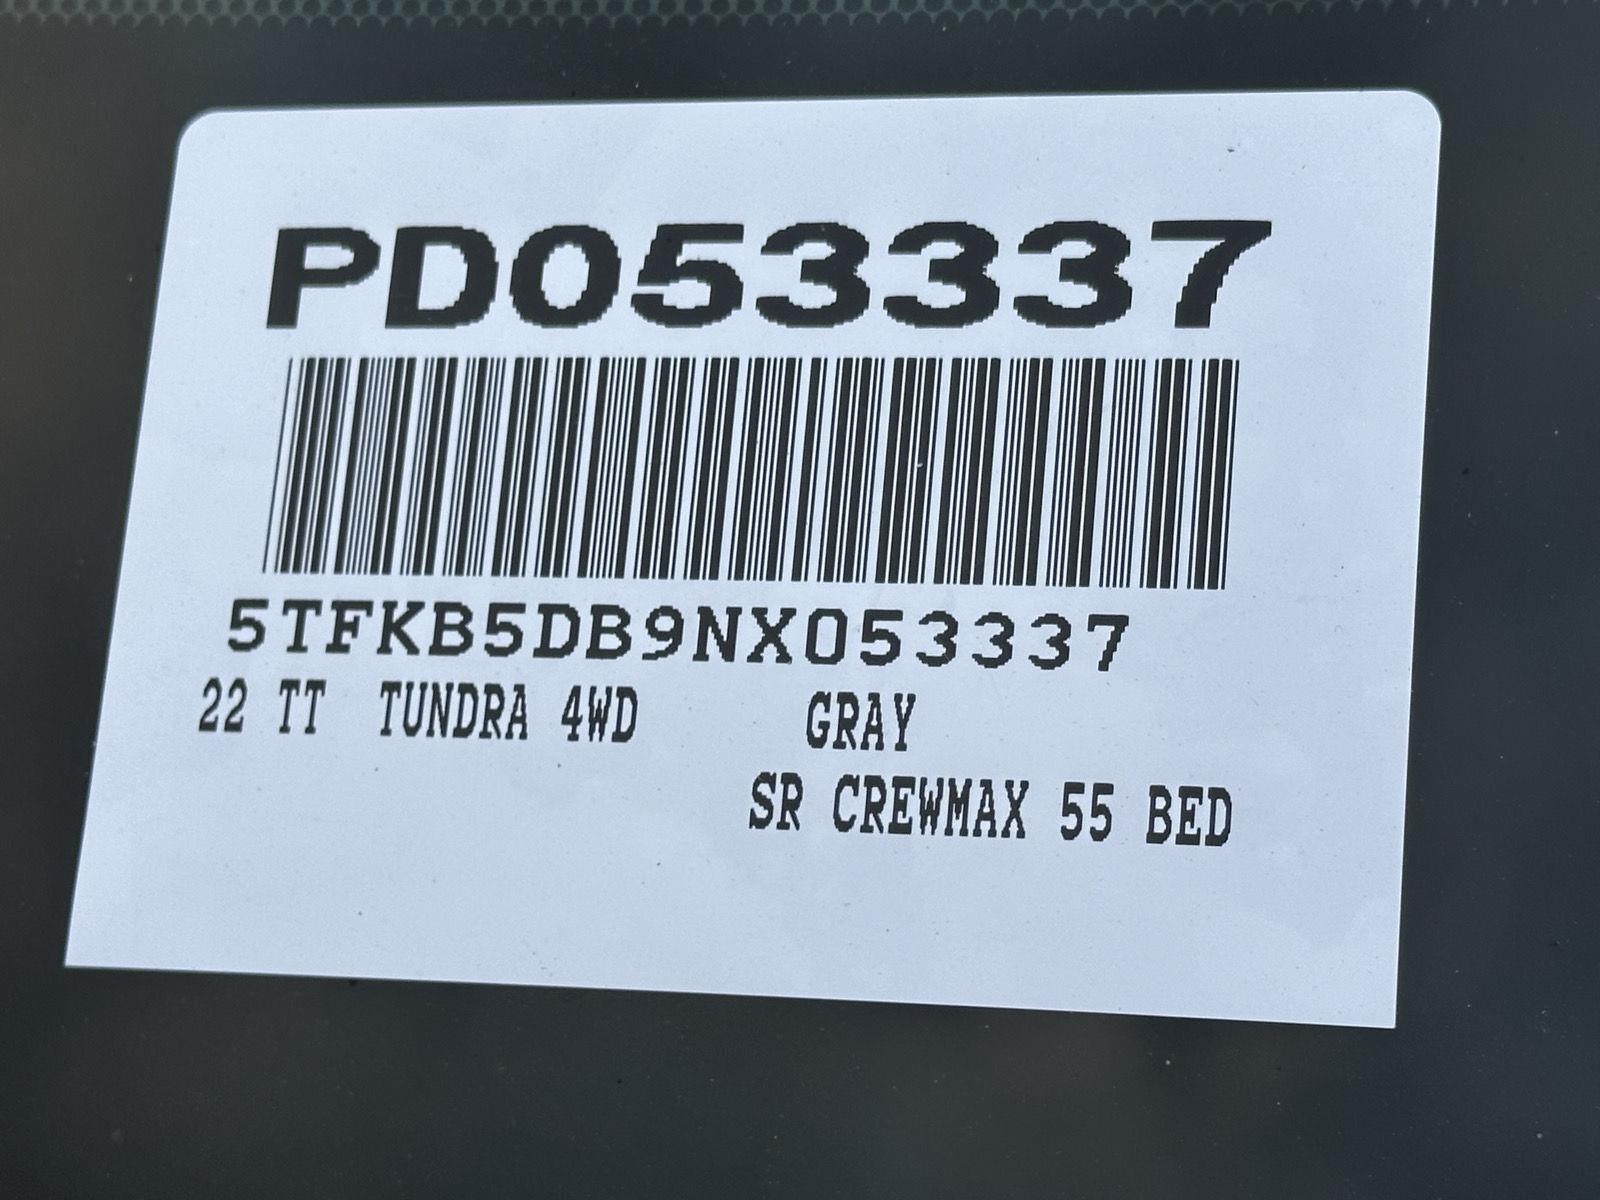 PD053337
5TFKB5DB9NX053337
22 TT TUNDRA 4WD GRAY
SR CREWMAX 55 BED